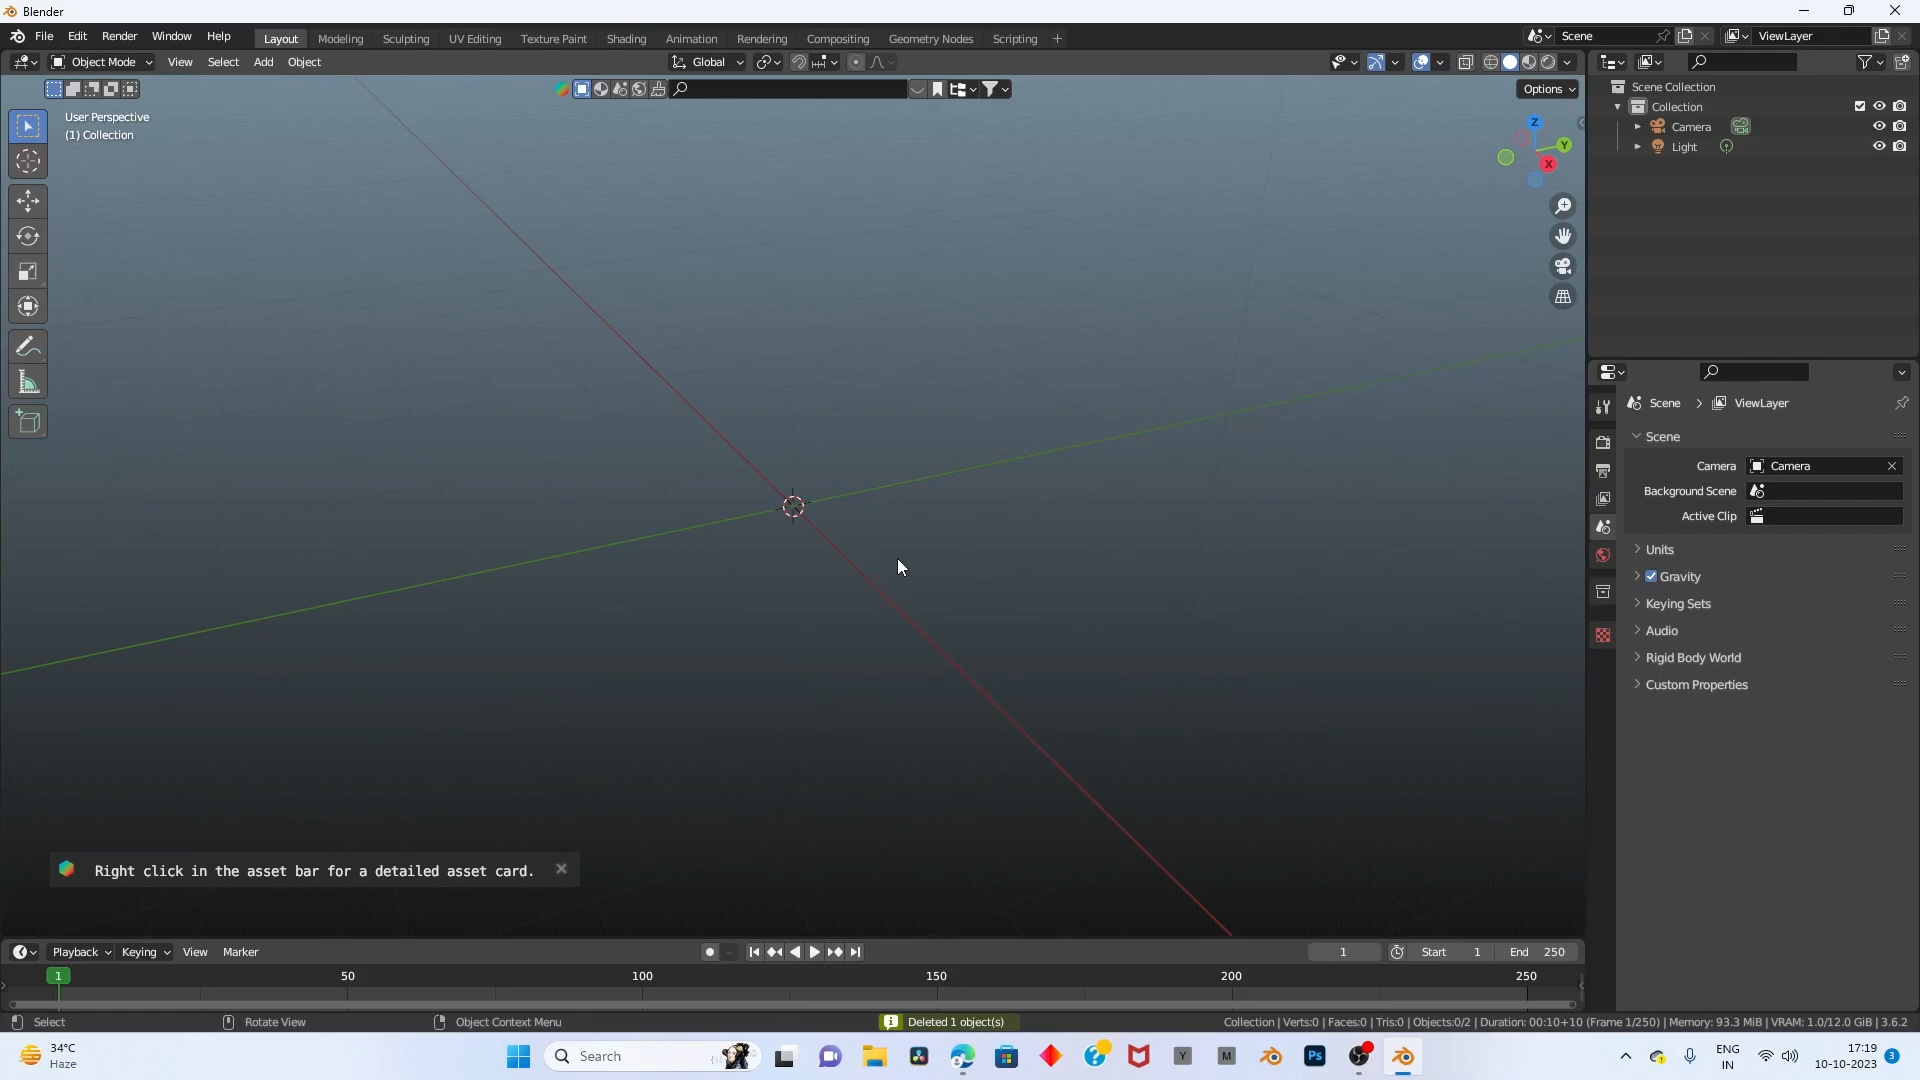 Blender
File Edit Render Window Help Layout Modeling Sculpting UV Editing Texture Paint Shading Animation Rendering Compositing Geometry Nodes Scripting + Scene ViewLayer
Object Mode View Select Add Object Global
Options
User Perspective
(1) Collection
Z
Y
X
Scene Collection
Collection
Camera
Light
Scene > ViewLayer
Scene
Camera Camera
Background Scene
Active Clip
Units
Gravity
Keying Sets
Audio
Rigid Body World
Custom Properties
Right click in the asset bar for a detailed asset card.
Playback Keying View Marker 1 Start 1 End 250
1 50 100 150 200 250
Select Rotate View Object Context Menu Deleted 1 object(s) Collection | Verts:0 | Faces:0 | Tris:0 | Objects:0/2 | Duration: 00:10+10 (Frame 1/250) | Memory: 93.3 MiB | VRAM: 1.0/12.0 GiB | 3.6.2
34°C
Haze
Search
Y
M
Ps
ENG
IN
17:19
10-10-2023
3